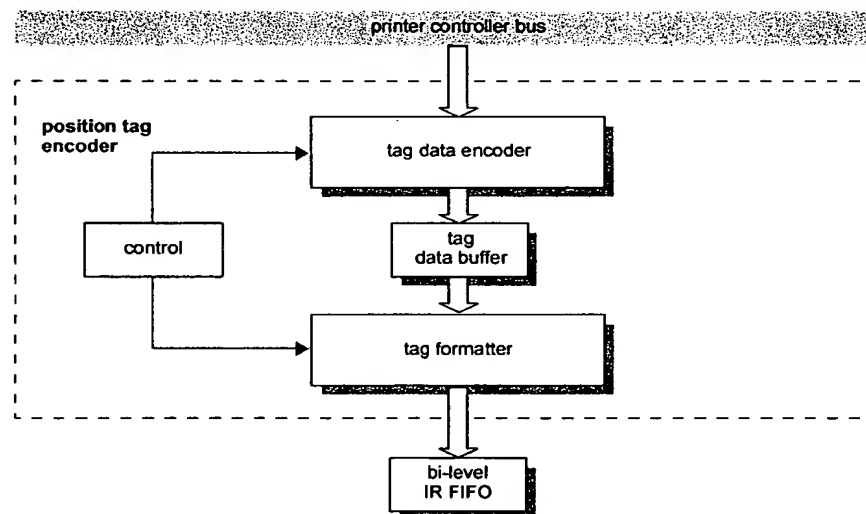 printer controller bus
position tag
encoder
tag data encoder
control
tag
data buffer
tag formatter
bi-level
IR FIFO